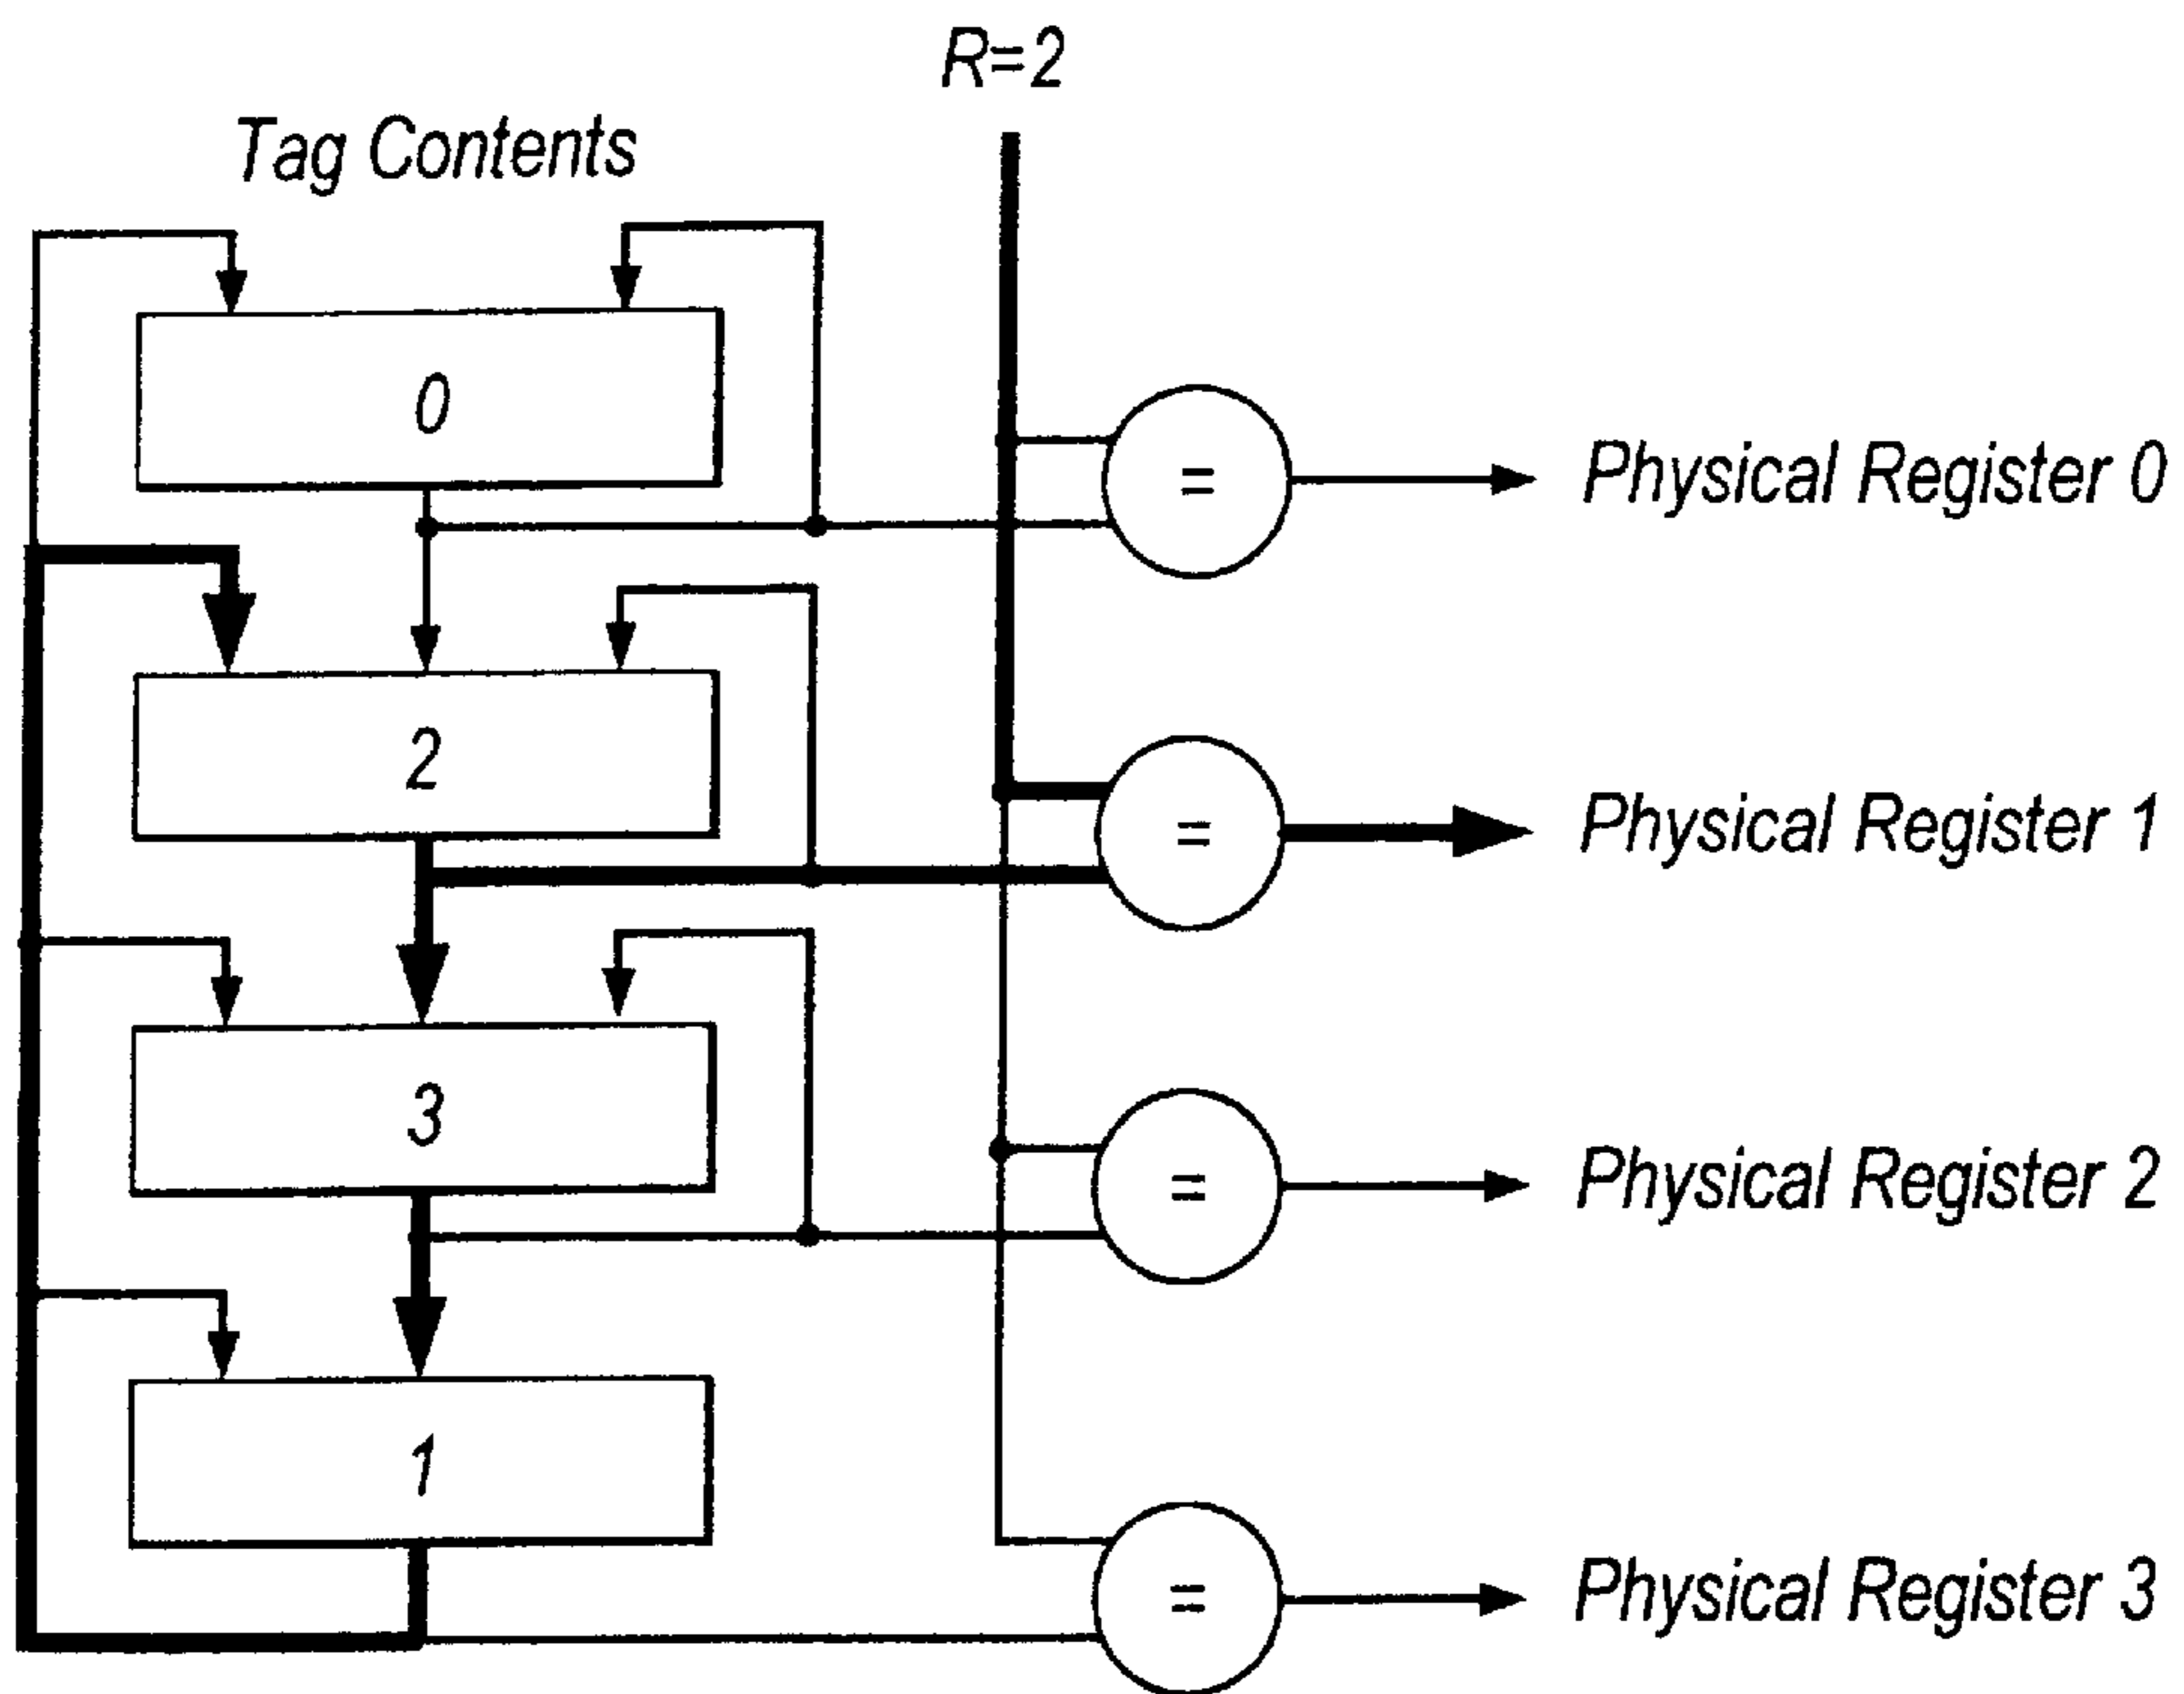 R=2
Tag Contents
0
=
Physical Register 0
2
=
Physical Register 1
3
=
Physical Register 2
1
=
Physical Register 3